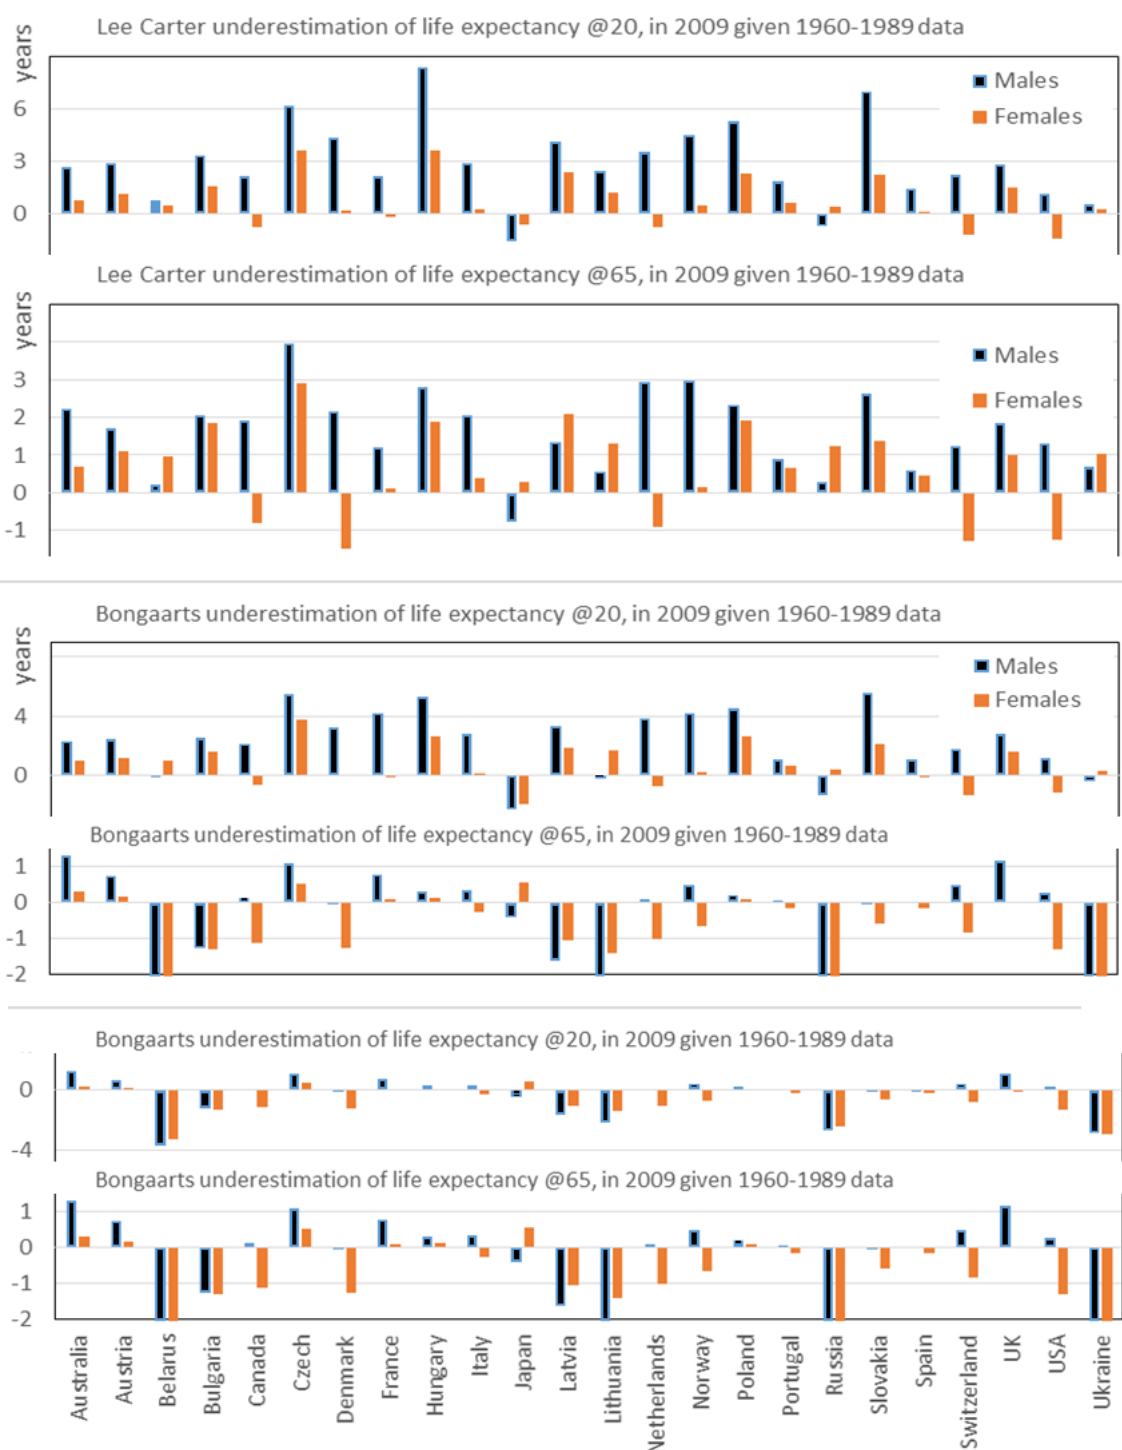 Lee Carter underestimation of life expectancy @20, in 2009 given 1960-1989 data
years
6
3
0
Males
Females
Lee Carter underestimation of life expectancy @65, in 2009 given 1960-1989 data
years
3
2
1
0
-1
Males
Females
Bongaarts underestimation of life expectancy @20, in 2009 given 1960-1989 data
years
4
0
Males
Females
Bongaarts underestimation of life expectancy @65, in 2009 given 1960-1989 data
1
0
-1
-2
Bongaarts underestimation of life expectancy @20, in 2009 given 1960-1989 data
0
-4
Bongaarts underestimation of life expectancy @65, in 2009 given 1960-1989 data
1
0
-1
-2
Australia
Austria
Belarus
Bulgaria
Canada
Czech
Denmark
France
Hungary
Italy
Japan
Latvia
Lithuania
Netherlands
Norway
Poland
Portugal
Russia
Slovakia
Spain
Switzerland
UK
USA
Ukraine